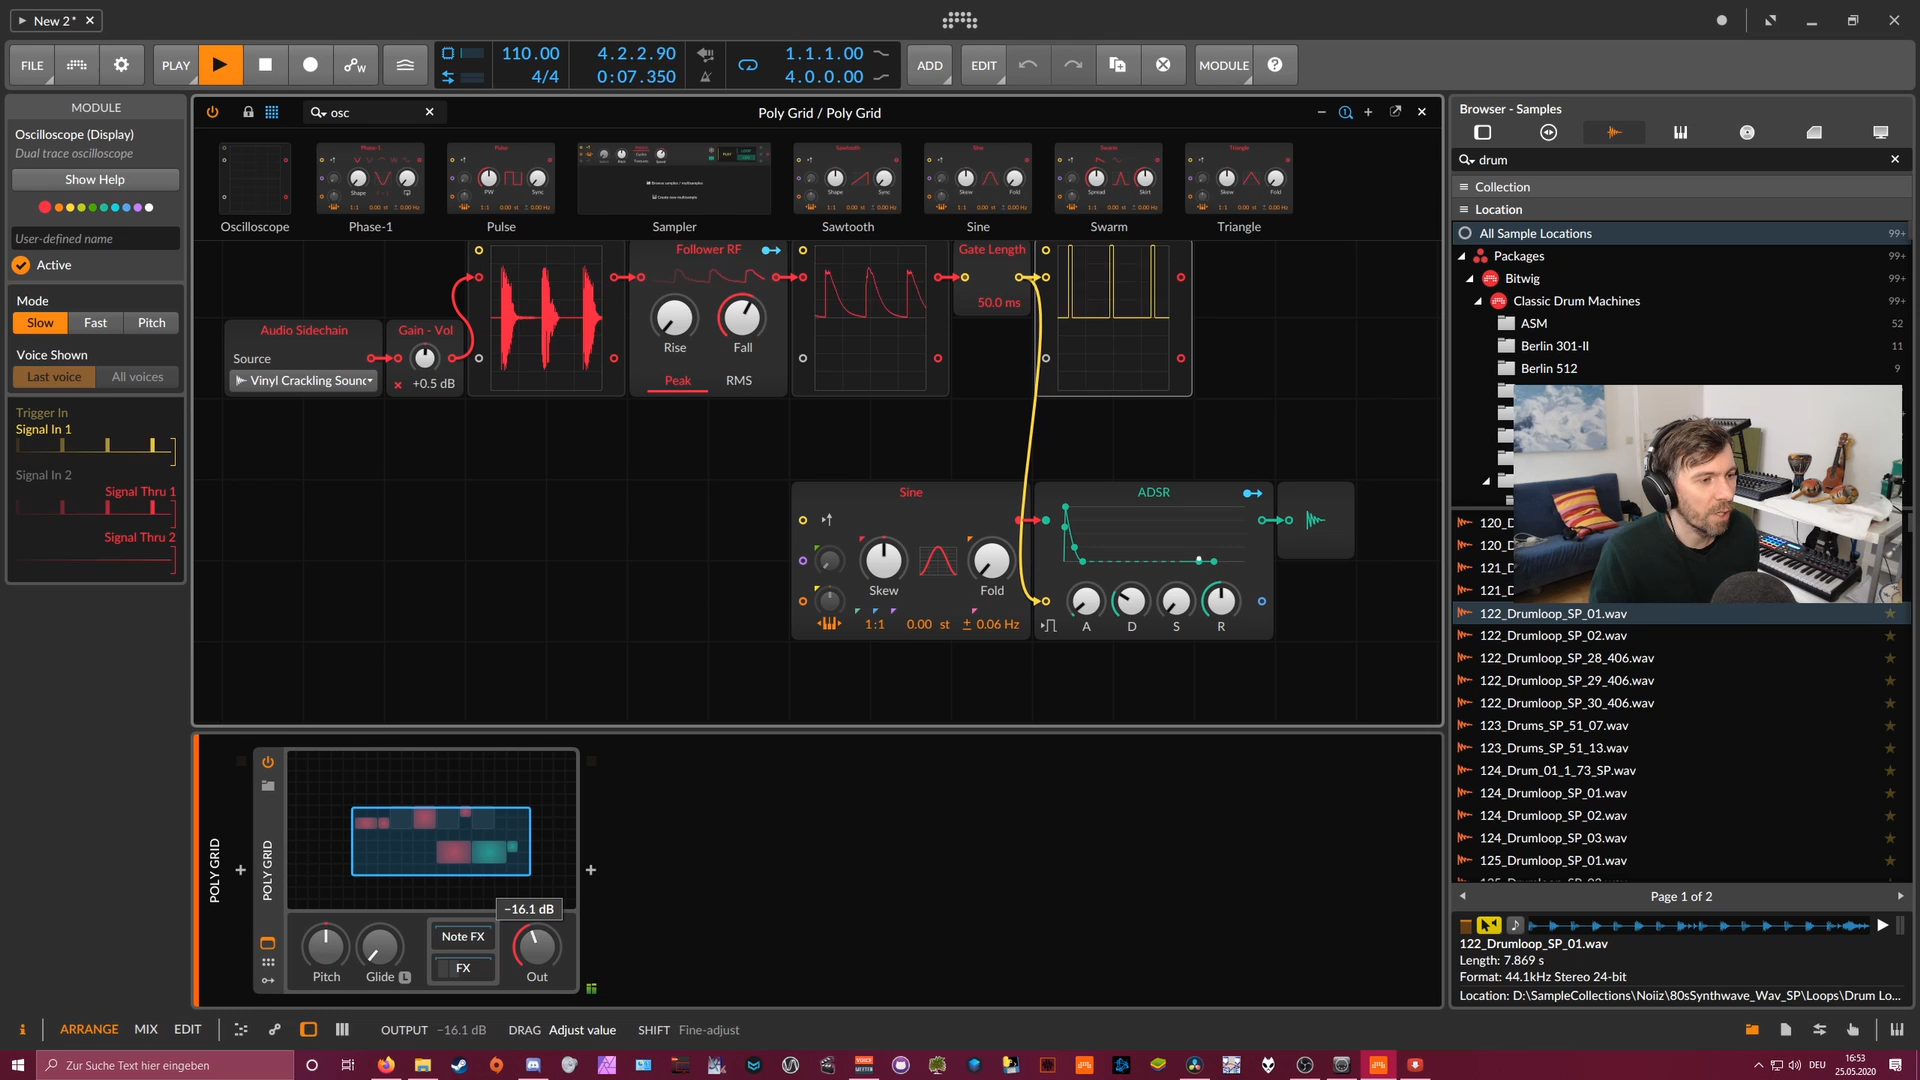 New 2*
FILE
PLAY
110.00
4/4
4.2.2.90
0:07.350
1.1.1.00
4.0.0.00
ADD
EDIT
MODULE
MODULE
Oscilloscope (Display)
Dual trace oscilloscope
Show Help
User-defined name
Active
Mode
Slow
Fast
Pitch
Voice Shown
Last voice
All voices
Trigger In
Signal In 1
Signal In 2
Signal Thru 1
Signal Thru 2
osc
Poly Grid / Poly Grid
Oscilloscope
Phase-1
Pulse
Sampler
Sawtooth
Sine
Swarm
Triangle
Audio Sidechain
Source
Vinyl Crackling Sounc
Gain - Vol
+0.5 dB
Follower RF
Rise
Fall
Peak
RMS
Gate Length
50.0 ms
Sine
Skew
Fold
1:1
0.00 st
± 0.06 Hz
ADSR
A
D
S
R
POLY GRID
POLY GRID
−16.1 dB
Pitch
Glide
L
Note FX
FX
Out
Browser - Samples
drum
Collection
Location
All Sample Locations 99+
Packages 99+
Bitwig 99+
Classic Drum Machines 99+
ASM 52
Berlin 301-II 11
Berlin 512 9
120_D
120_D
121_D
121_D
122_Drumloop_SP_01.wav
122_Drumloop_SP_02.wav
122_Drumloop_SP_28_406.wav
122_Drumloop_SP_29_406.wav
122_Drumloop_SP_30_406.wav
123_Drums_SP_51_07.wav
123_Drums_SP_51_13.wav
124_Drum_01_1_73_SP.wav
124_Drumloop_SP_01.wav
124_Drumloop_SP_02.wav
124_Drumloop_SP_03.wav
125_Drumloop_SP_01.wav
Page 1 of 2
122_Drumloop_SP_01.wav
Length: 7.869 s
Format: 44.1kHz Stereo 24-bit
Location: D:\SampleCollections\Noiiz\80sSynthwave_Wav_SP\Loops\Drum Lo...
ARRANGE
MIX
EDIT
OUTPUT −16.1 dB
DRAG Adjust value
SHIFT Fine-adjust
Zur Suche Text hier eingeben
DEU
16:53
25.05.2020